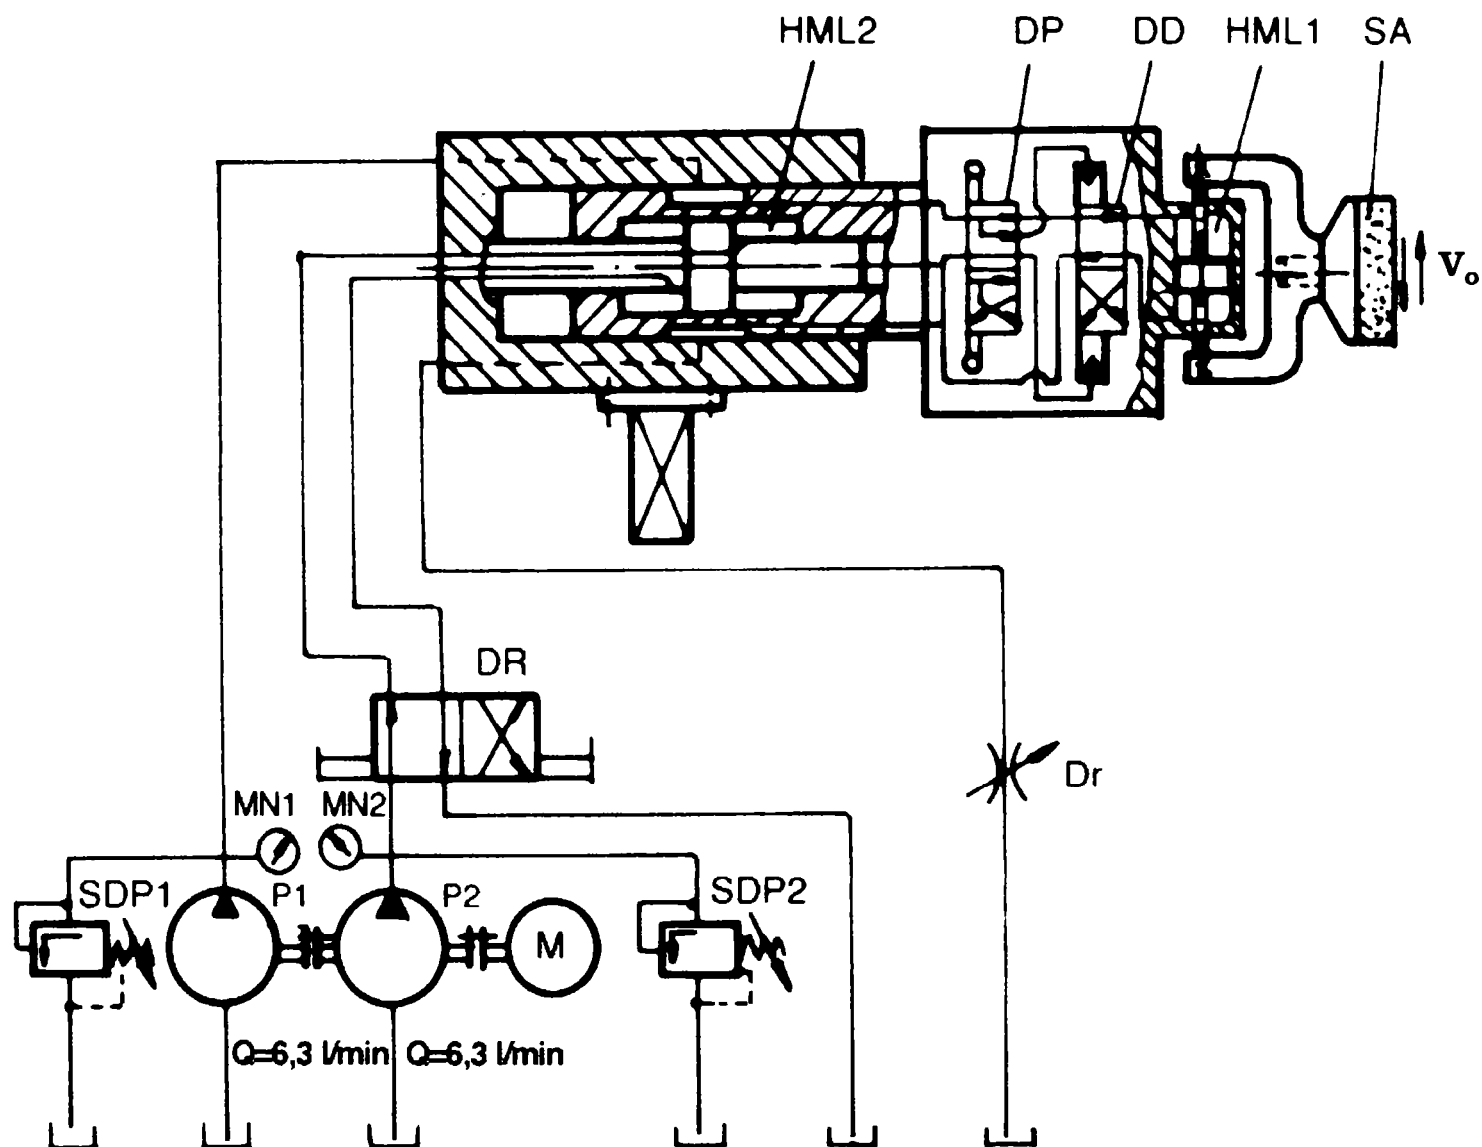 HML2 DP DD HML1 SA
Vo
DR
Dr
MN1 MN2
SDP1 P1 P2 SDP2
M
Q=6,3 l/min Q=6,3 l/min